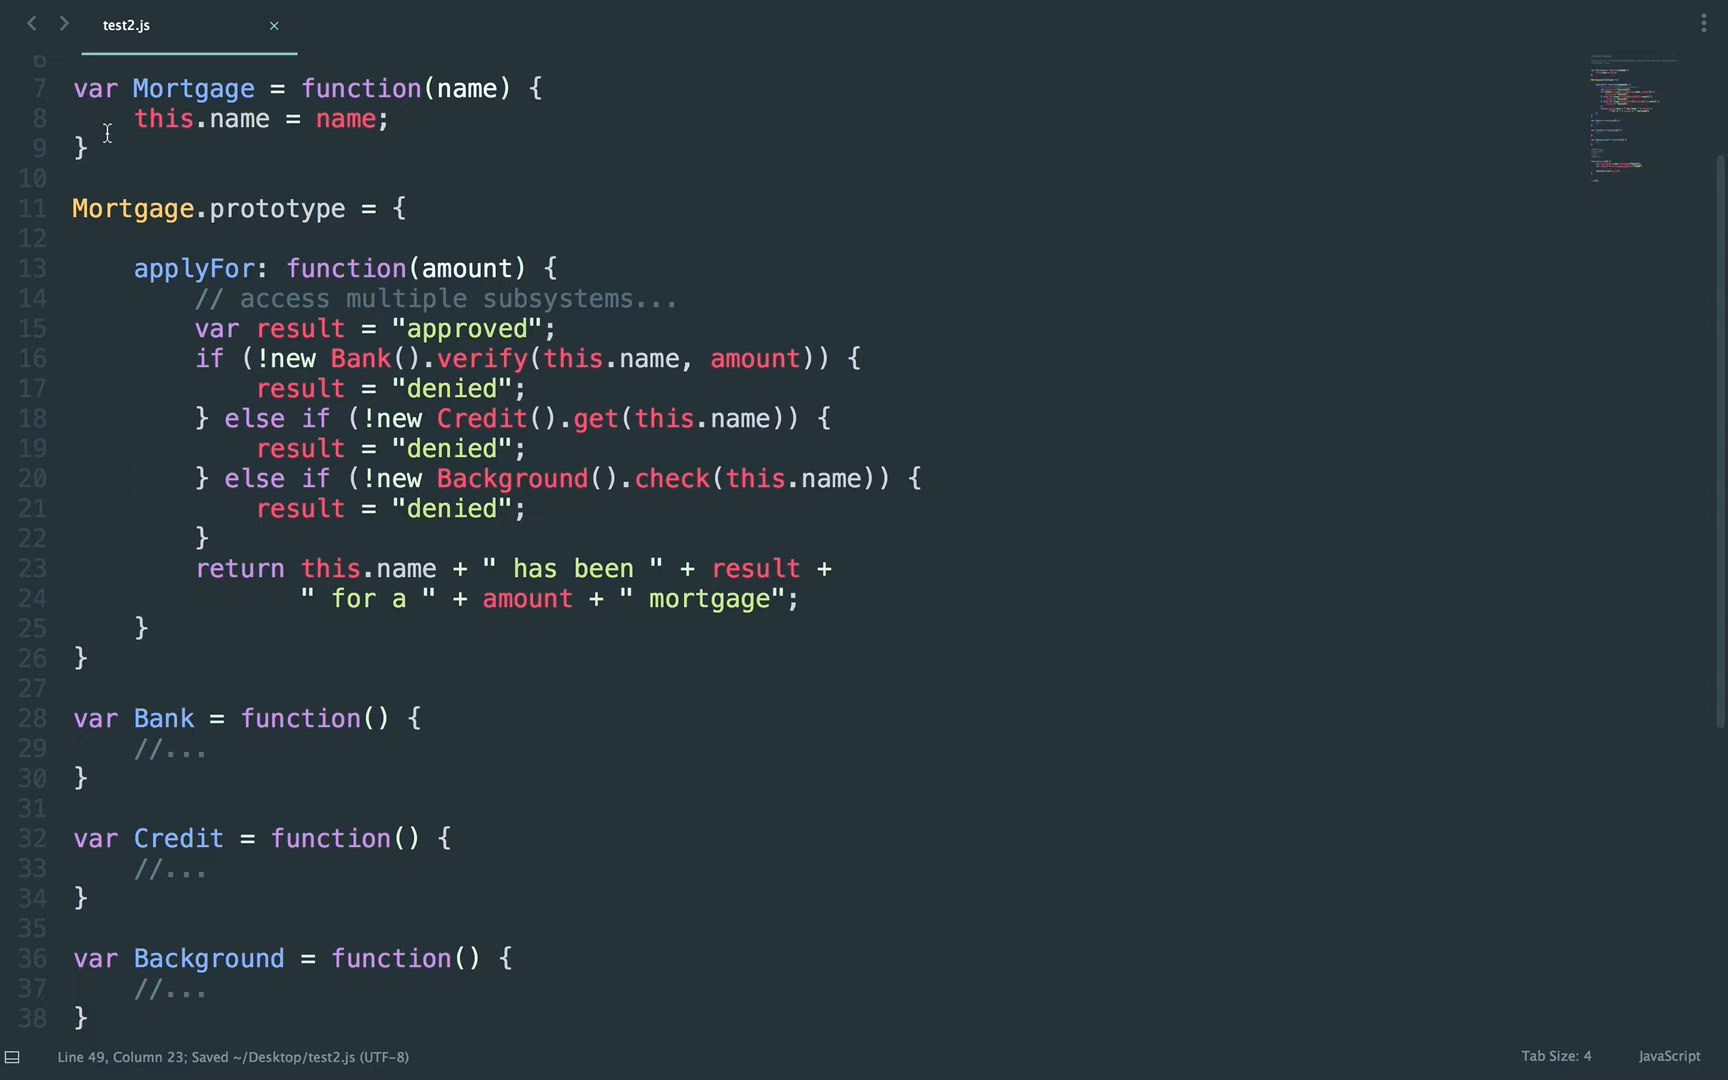 test2.js
6
7 var Mortgage = function(name) {
8     this.name = name;
9 }
10
11 Mortgage.prototype = {
12
13     applyFor: function(amount) {
14         // access multiple subsystems...
15         var result = "approved";
16         if (!new Bank().verify(this.name, amount)) {
17             result = "denied";
18         } else if (!new Credit().get(this.name)) {
19             result = "denied";
20         } else if (!new Background().check(this.name)) {
21             result = "denied";
22         }
23         return this.name + " has been " + result +
24                " for a " + amount + " mortgage";
25     }
26 }
27
28 var Bank = function() {
29     //...
30 }
31
32 var Credit = function() {
33     //...
34 }
35
36 var Background = function() {
37     //...
38 }
Line 49, Column 23; Saved ~/Desktop/test2.js (UTF-8)
Tab Size: 4
JavaScript